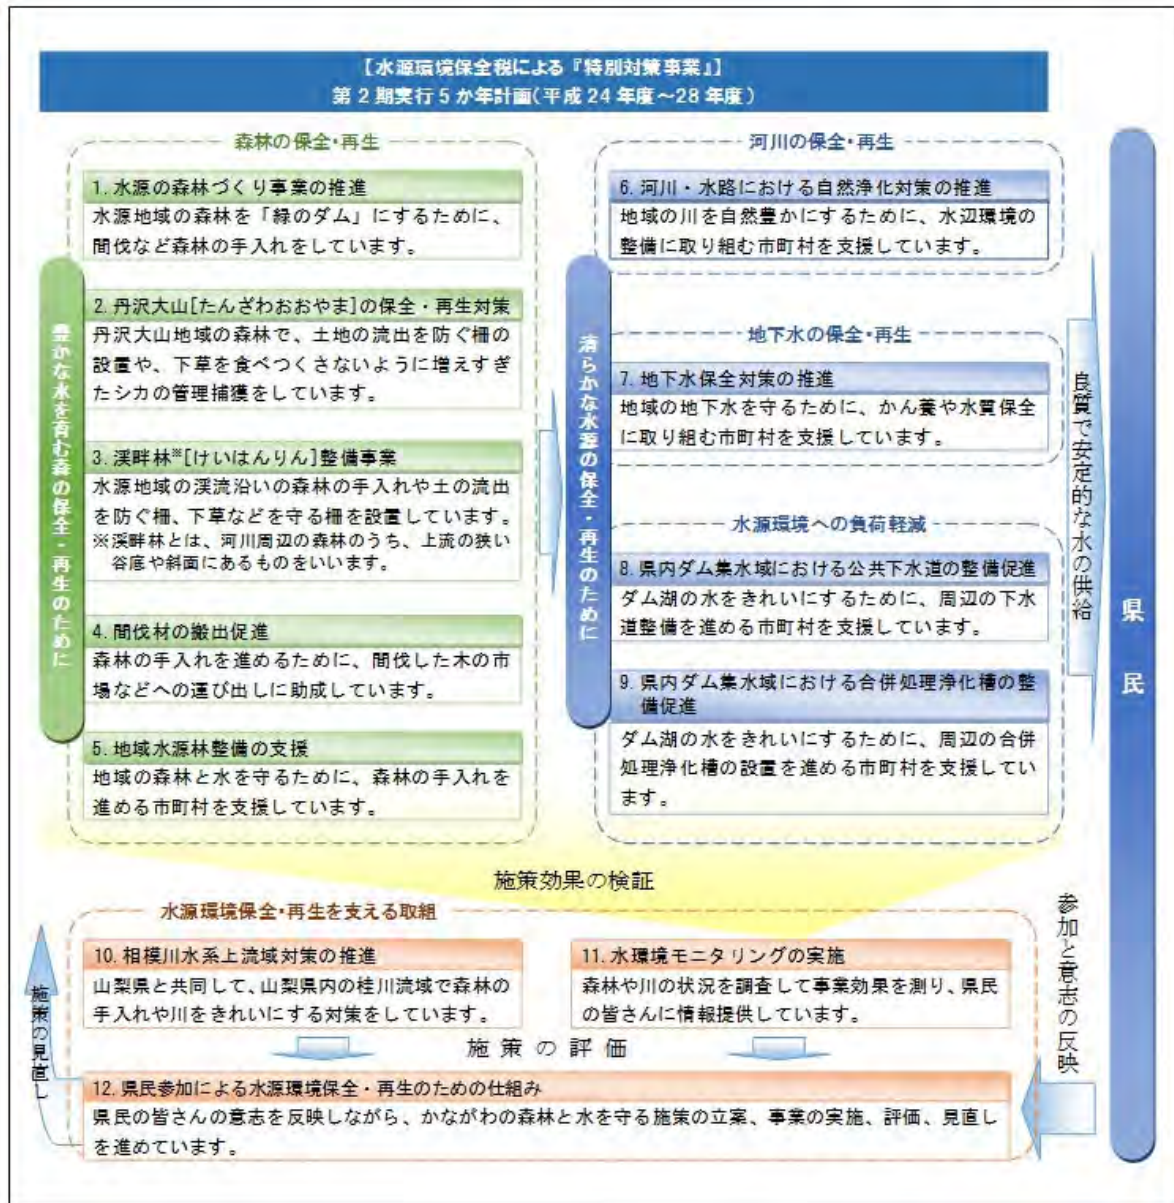 【水源環境保全税による『特別対策事業』】
第2期実行5か年計画(平成24年度～28年度)
森林の保全・再生
1. 水源の森林づくり事業の推進
水源地域の森林を「緑のダム」にするために、
間伐など森林の手入れをしています。
2. 丹沢大山[たんざわおおやま]の保全・再生対策
丹沢大山地域の森林で、土地の流出を防ぐ柵の
設置や、下草を食べつくさないように増えすぎ
たシカの管理捕獲をしています。
3. 渓畔林※[けいはんりん]整備事業
水源地域の渓流沿いの森林の手入れや土の流出
を防ぐ柵、下草などを守る柵を設置しています。
※渓畔林とは、河川周辺の森林のうち、上流の狭い
谷底や斜面にあるものをいいます。
4. 間伐材の搬出促進
森林の手入れを進めるために、間伐した木の市
場などへの運び出しに助成しています。
5. 地域水源林整備の支援
地域の森林と水を守るために、森林の手入れを
進める市町村を支援しています。
豊かな水を育む森の保全・再生のために
河川の保全・再生
6. 河川・水路における自然浄化対策の推進
地域の川を自然豊かにするために、水辺環境の
整備に取り組む市町村を支援しています。
地下水の保全・再生
7. 地下水保全対策の推進
地域の地下水を守るために、かん養や水質保全
に取り組む市町村を支援しています。
水源環境への負荷軽減
8. 県内ダム集水域における公共下水道の整備促進
ダム湖の水をきれいにするために、周辺の下水
道整備を進める市町村を支援しています。
9. 県内ダム集水域における合併処理浄化槽の整
備促進
ダム湖の水をきれいにするために、周辺の合併
処理浄化槽の設置を進める市町村を支援してい
ます。
清らかな水源の保全・再生のために
良質で安定的な水の供給
県民
施策効果の検証
水源環境保全・再生を支える取組
10. 相模川水系上流域対策の推進
山梨県と共同して、山梨県内の桂川流域で森林の
手入れや川をきれいにする対策をしています。
11. 水環境モニタリングの実施
森林や川の状況を調査して事業効果を測り、県民
の皆さんに情報提供しています。
施策の評価
12. 県民参加による水源環境保全・再生のための仕組み
県民の皆さんの意志を反映しながら、かながわの森林と水を守る施策の立案、事業の実施、評価、見直し
を進めています。
施策の見直し
参加と意志の反映